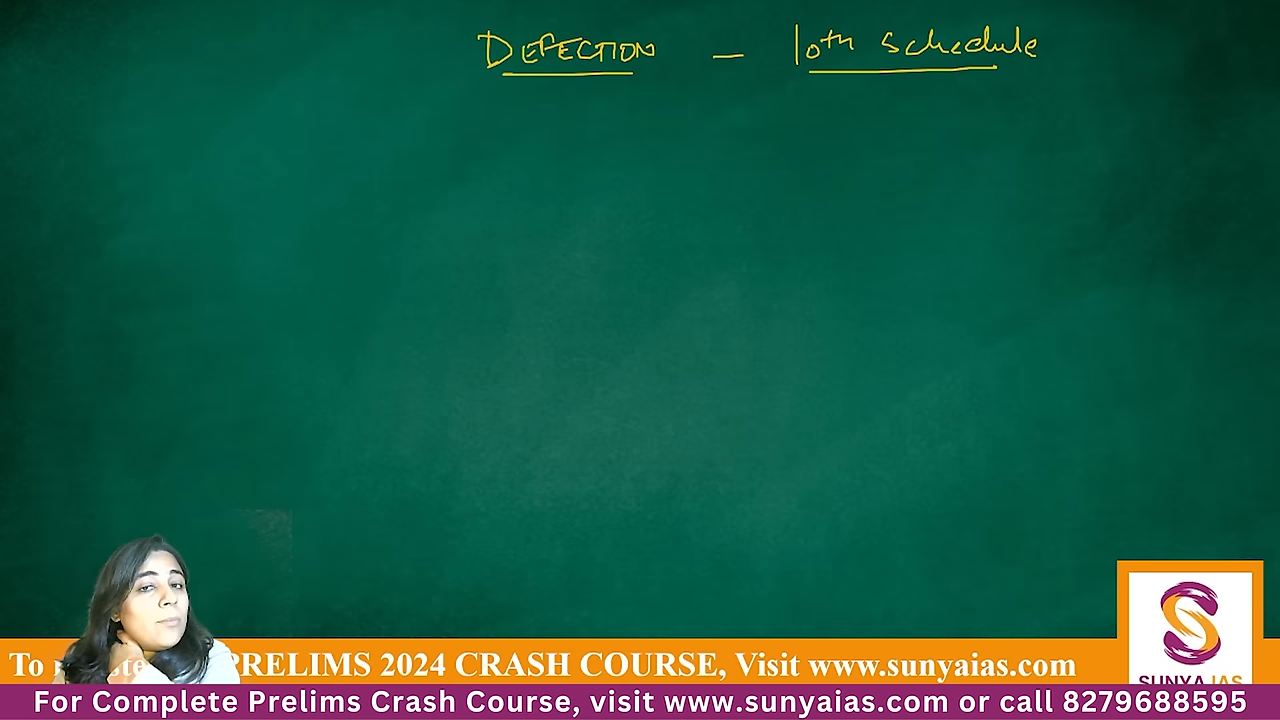 DEFECTION – 10th Schedule
To PRELIMS 2024 CRASH COURSE, Visit www.sunyaias.com
SUNYA IAS
For Complete Prelims Crash Course, visit www.sunyaias.com or call 8279688595